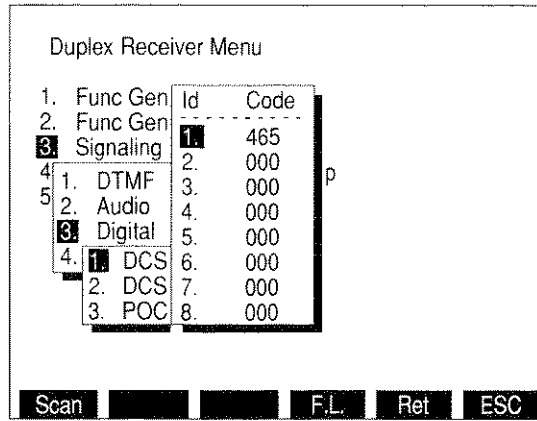 Duplex Receiver Menu
1. Func Gen
2. Func Gen
3. Signaling
4
5
p
1. DTMF
2. Audio
3. Digital
4.
1. DCS
2. DCS
3. POC
Id Code
1. 465
2. 000
3. 000
4. 000
5. 000
6. 000
7. 000
8. 000
Scan F.L. Ret ESC